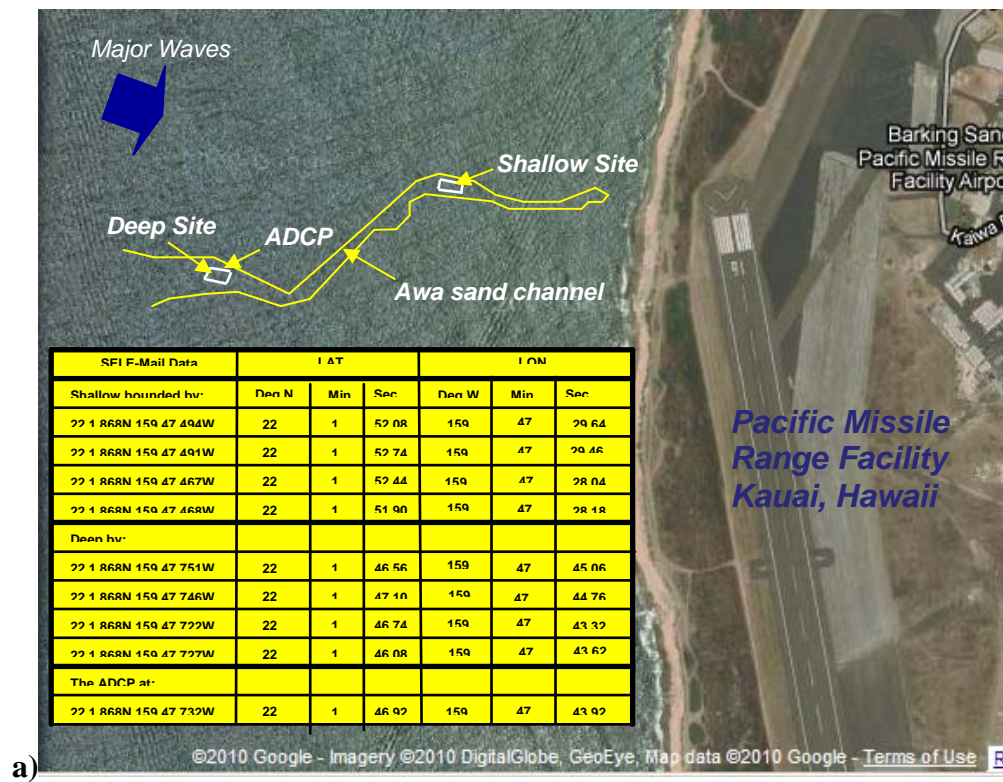 Major Waves
Barking San
Pacific Missile R
Facility Airpo
Kaiwa
Shallow Site
Deep Site
ADCP
Awa sand channel
Pacific Missile
Range Facility
Kauai, Hawaii
SELF-Mail Data LAT LON
Shallow bounded by: Deg N Min Sec Deg W Min Sec
22 1.868N 159 47.494W 22 1 52.08 159 47 29.64
22 1.868N 159 47.491W 22 1 52.74 159 47 29.46
22 1.868N 159 47.467W 22 1 52.44 159 47 28.04
22 1.868N 159 47.468W 22 1 51.90 159 47 28.18
Deep by:
22 1.868N 159 47.751W 22 1 46.56 159 47 45.06
22 1.868N 159 47.746W 22 1 47.10 159 47 44.76
22 1.868N 159 47.722W 22 1 46.74 159 47 43.32
22 1.868N 159 47.727W 22 1 46.08 159 47 43.62
The ADCP at:
22 1.868N 159 47.732W 22 1 46.92 159 47 43.92
©2010 Google - Imagery ©2010 DigitalGlobe, GeoEye, Map data ©2010 Google - Terms of Use
a)